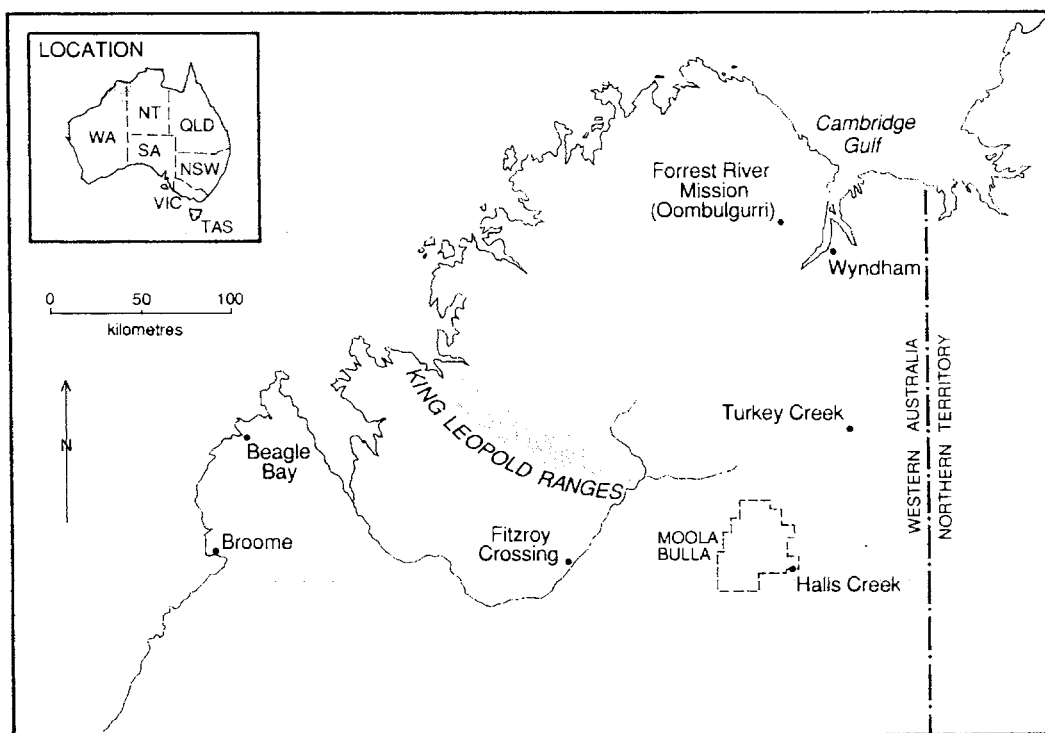 LOCATION
NT
QLD
WA
SA
NSW
VIC
TAS
Cambridge
Gulf
Forrest River
Mission
(Oombulgurri)
Wyndham
0 50 100
kilometres
N
KING LEOPOLD RANGES
WESTERN AUSTRALIA
NORTHERN TERRITORY
Turkey Creek
Beagle
Bay
Broome
Fitzroy
Crossing
MOOLA
BULLA
Halls Creek